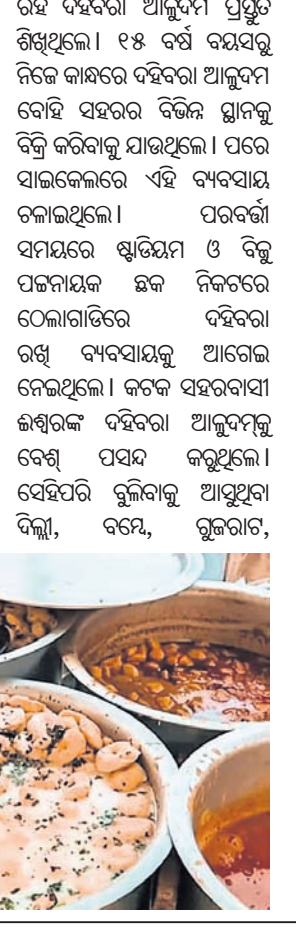 ରହି ଦହିବରା ଆଳୁଦମ ପ୍ରସ୍ତୁତ
ଶିଖିଥିଲେ। ୧୫ ବର୍ଷ ବୟସରୁ
ନିଜେ କାନ୍ଧରେ ଦହିବରା ଆଳୁଦମ
ବୋହି ସହରର ବିଭିନ୍ନ ସ୍ଥାନକୁ
ବିକ୍ରି କରିବାକୁ ଯାଉଥିଲେ। ପରେ
ସାଇକେଲରେ ଏହି ବ୍ୟବସାୟ
ଚଳାଇଥିଲେ। ପରବର୍ତ୍ତୀ
ସମୟରେ ଷ୍ଟାଡିୟମ ଓ ବିଜୁ
ପଟ୍ଟନାୟକ ଛକ ନିକଟରେ
ଠେଲାଗାଡିରେ ଦହିବରା
ରଖି ବ୍ୟବସାୟକୁ ଆଗେଇ
ନେଇଥିଲେ। କଟକ ସହରବାସୀ
ଈଶ୍ୱରଙ୍କ ଦହିବରା ଆଳୁଦମ୍‌କୁ
ବେଶ୍ ପସନ୍ଦ କରୁଥିଲେ।
ସେହିପରି ବୁଲିବାକୁ ଆସୁଥିବା
ଦିଲ୍ଲୀ, ବମ୍ବେ, ଗୁଜରାଟ,